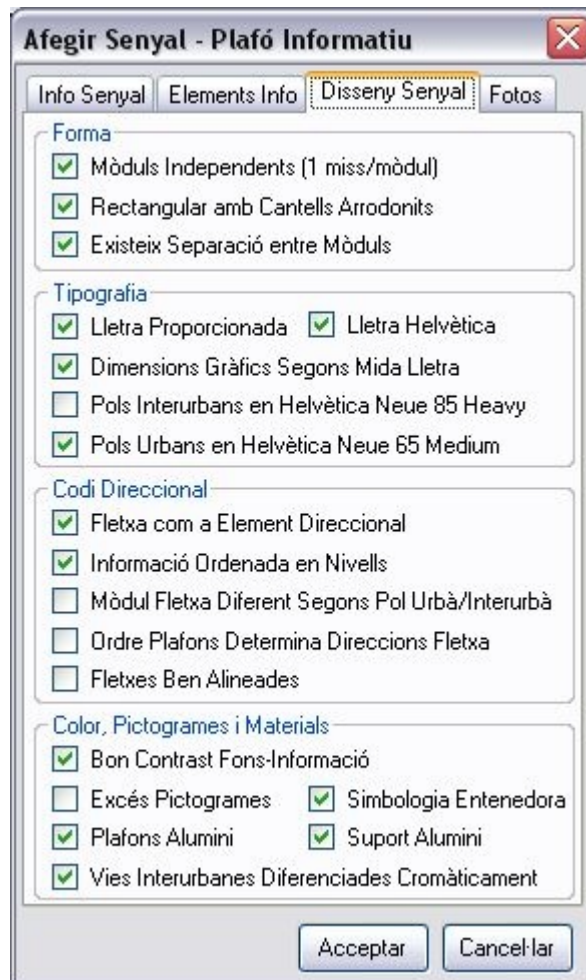 Afegir Senyal - Plafó Informatiu
Info Senyal Elements Info Disseny Senyal Fotos
Forma
Mòduls Independents (1 miss/mòdul)
Rectangular amb Cantells Arrodonits
Existeix Separació entre Mòduls
Tipografia
Lletra Proporcionada Lletra Helvètica
Dimensions Gràfics Segons Mida Lletra
Pols Interurbans en Helvètica Neue 85 Heavy
Pols Urbans en Helvètica Neue 65 Medium
Codi Direccional
Fletxa com a Element Direccional
Informació Ordenada en Nivells
Mòdul Fletxa Diferent Segons Pol Urbà/Interurbà
Ordre Plafons Determina Direccions Fletxa
Fletxes Ben Alineades
Color, Pictogrames i Materials
Bon Contrast Fons-Informació
Excés Pictogrames Simbologia Entenedora
Plafons Alumini Suport Alumini
Vies Interurbanes Diferenciades Cromàticament
Acceptar Cancel·lar